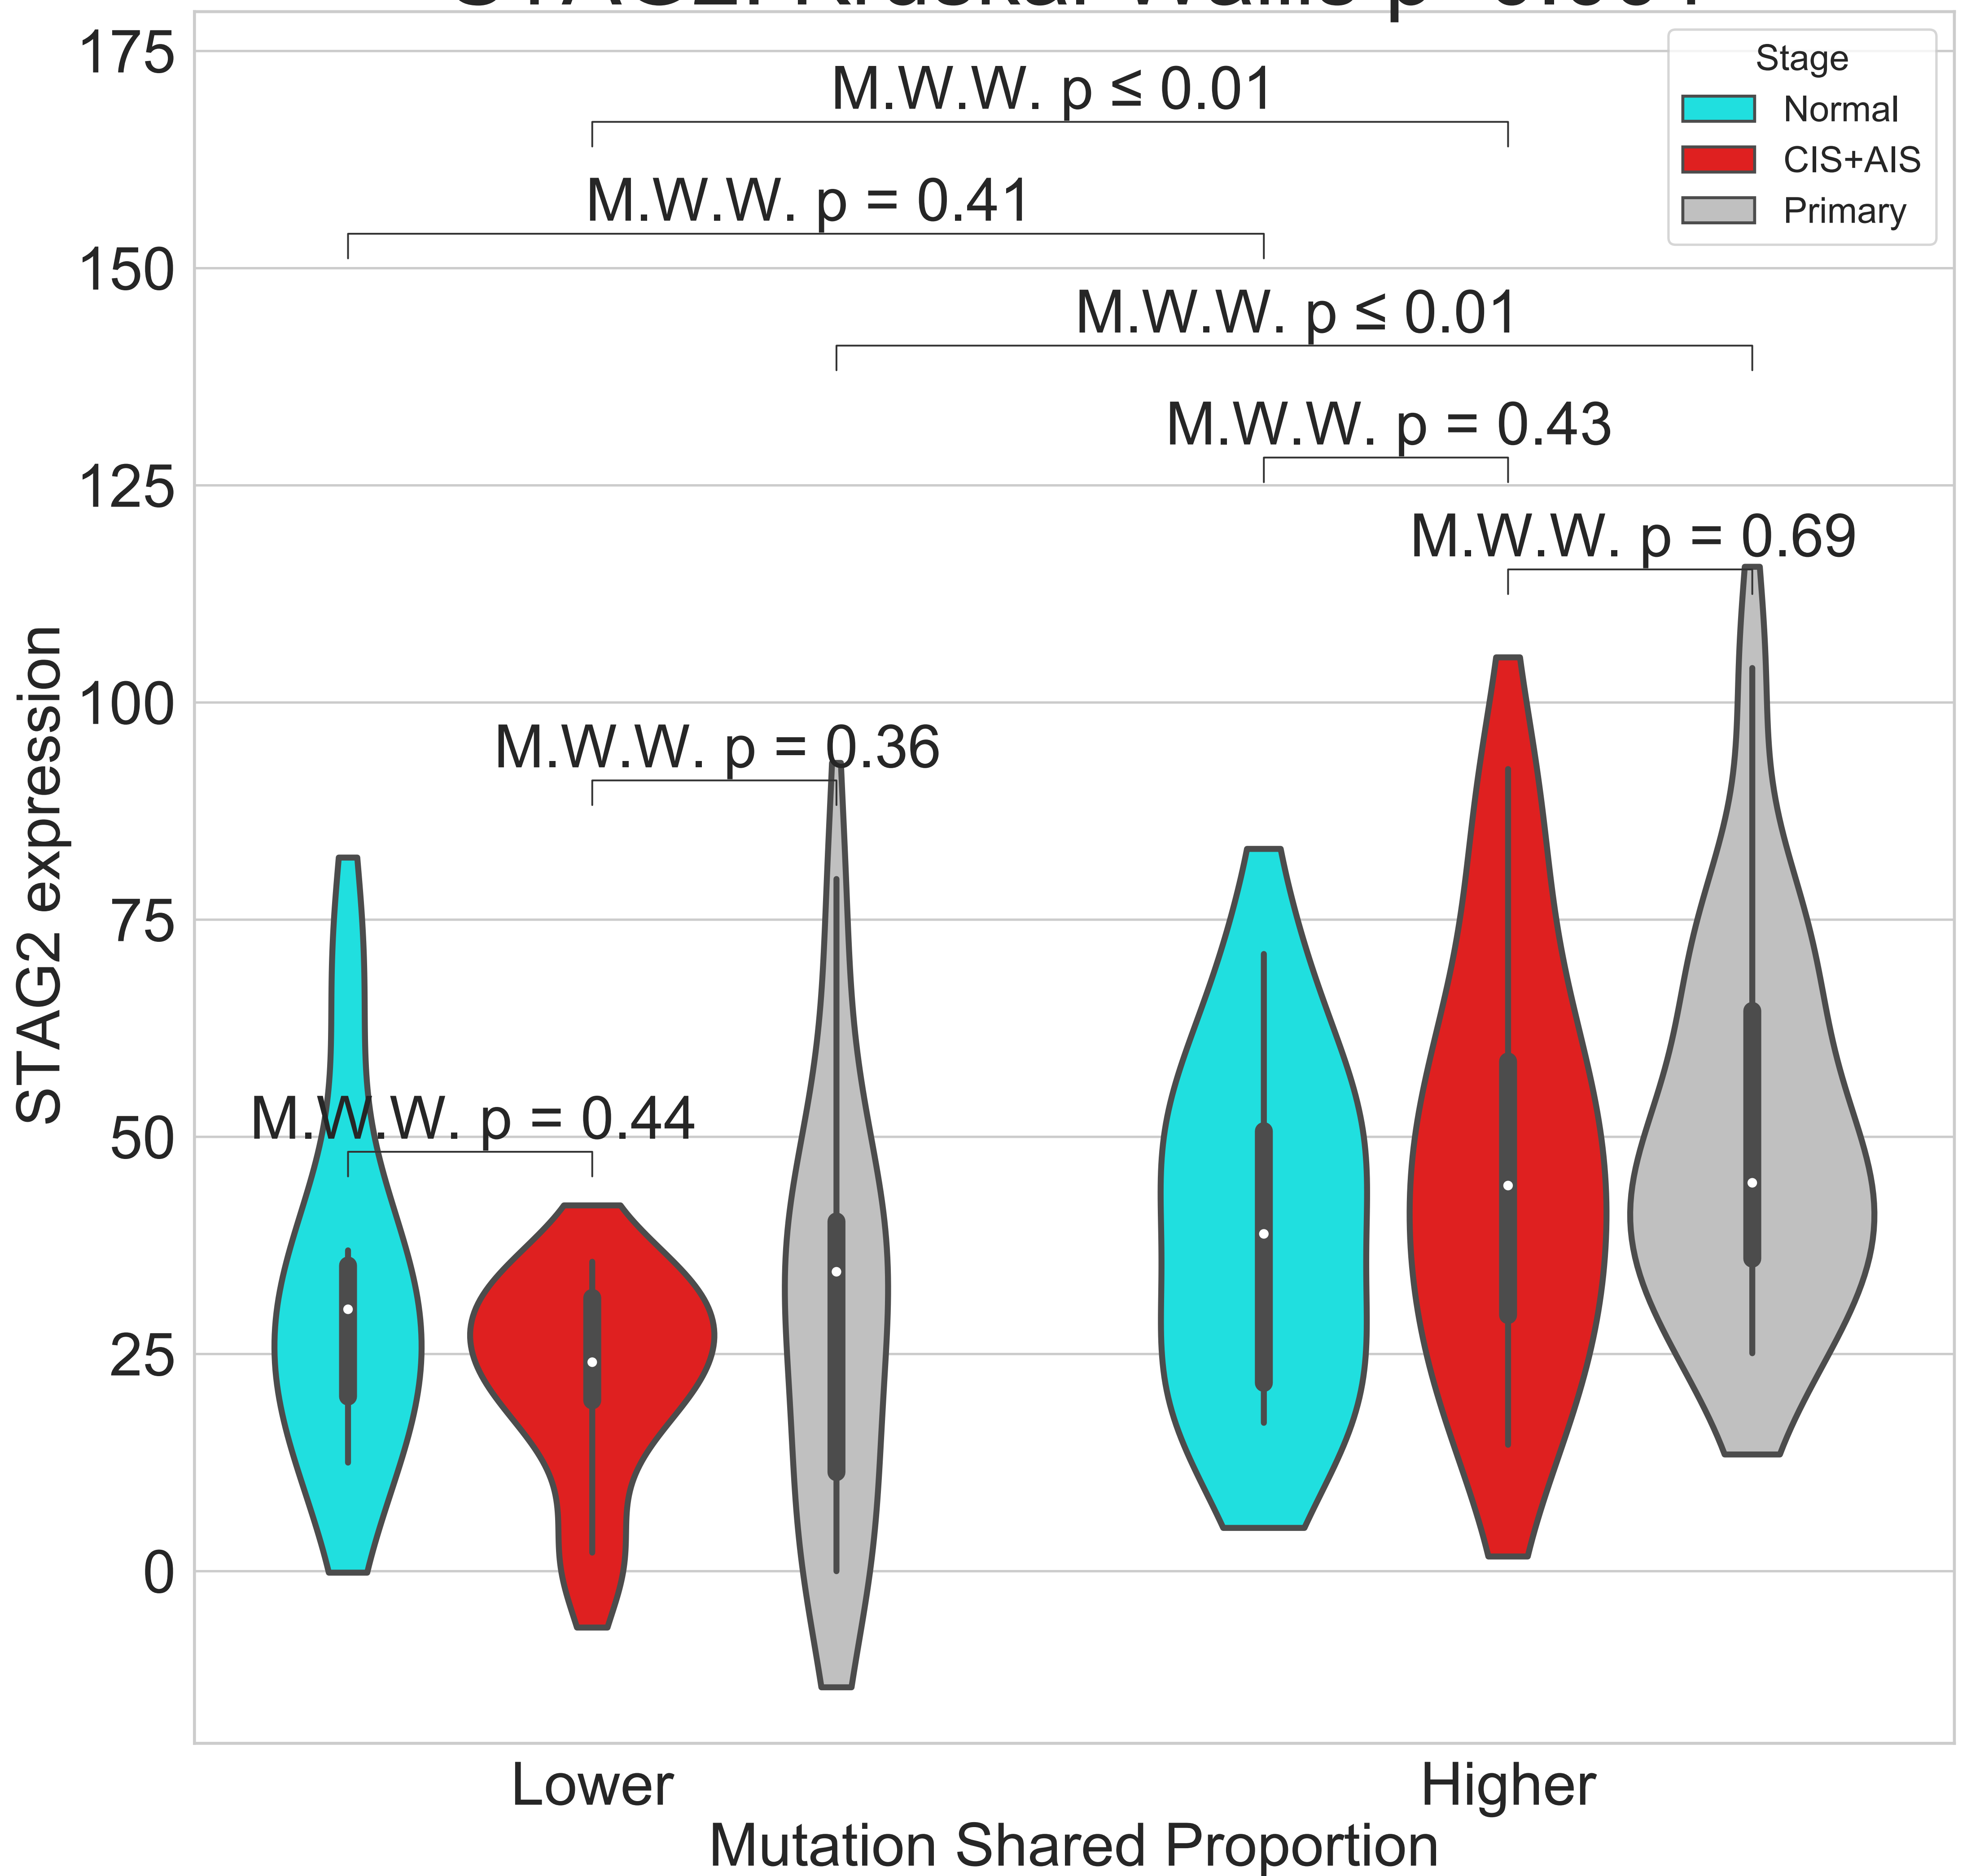 175
150
125
100
75
50
25
0
STAG2 expression
M.W.W. p ≤ 0.01
M.W.W. p = 0.41
M.W.W. p ≤ 0.01
M.W.W. p = 0.43
M.W.W. p = 0.69
M.W.W. p = 0.36
M.W.W. p = 0.44
Stage
Normal
CIS+AIS
Primary
Lower
Higher
Mutation Shared Proportion